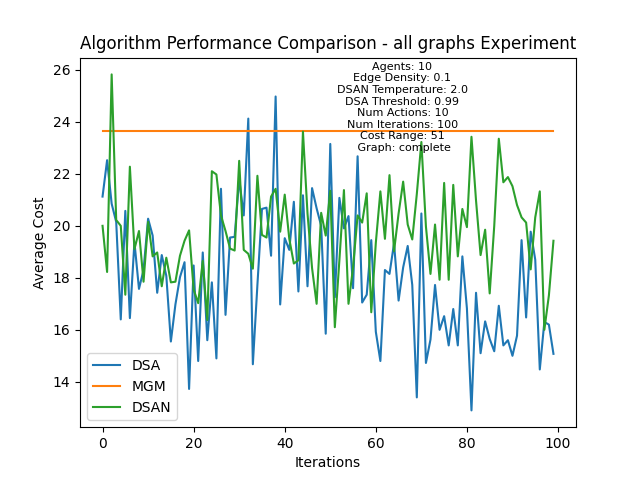 Algorithm Performance Comparison - all graphs Experiment
Agents: 10
Edge Density: 0.1
DSAN Temperature: 2.0
DSA Threshold: 0.99
Num Actions: 10
Num Iterations: 100
Cost Range: 51
Graph: complete
26
24
22
20
18
16
14
Average Cost
DSA
MGM
DSAN
0
20
40
60
80
100
Iterations